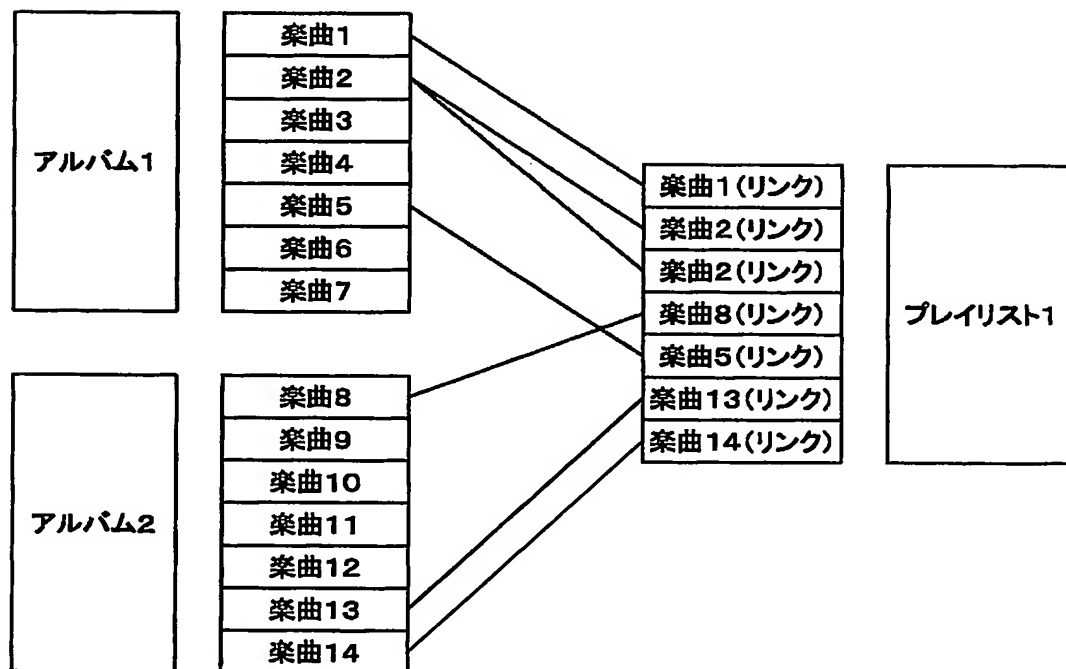 アルバム1
楽曲1
楽曲2
楽曲3
楽曲4
楽曲5
楽曲6
楽曲7
アルバム2
楽曲8
楽曲9
楽曲10
楽曲11
楽曲12
楽曲13
楽曲14
楽曲1(リンク)
楽曲2(リンク)
楽曲2(リンク)
楽曲8(リンク)
楽曲5(リンク)
楽曲13(リンク)
楽曲14(リンク)
プレイリスト1